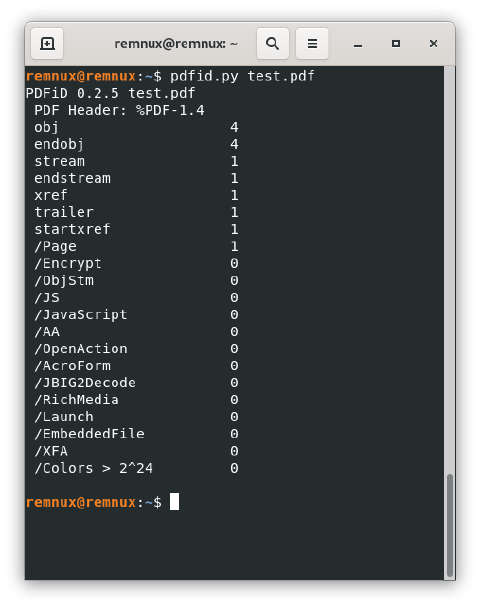 remnux@remnux: ~
remnux@remnux:~$ pdfid.py test.pdf
PDFiD 0.2.5 test.pdf
PDF Header: %PDF-1.4
obj 4
endobj 4
stream 1
endstream 1
xref 1
trailer 1
startxref 1
/Page 1
/Encrypt 0
/ObjStm 0
/JS 0
/JavaScript 0
/AA 0
/OpenAction 0
/AcroForm 0
/JBIG2Decode 0
/RichMedia 0
/Launch 0
/EmbeddedFile 0
/XFA 0
/Colors > 2^24 0
remnux@remnux:~$